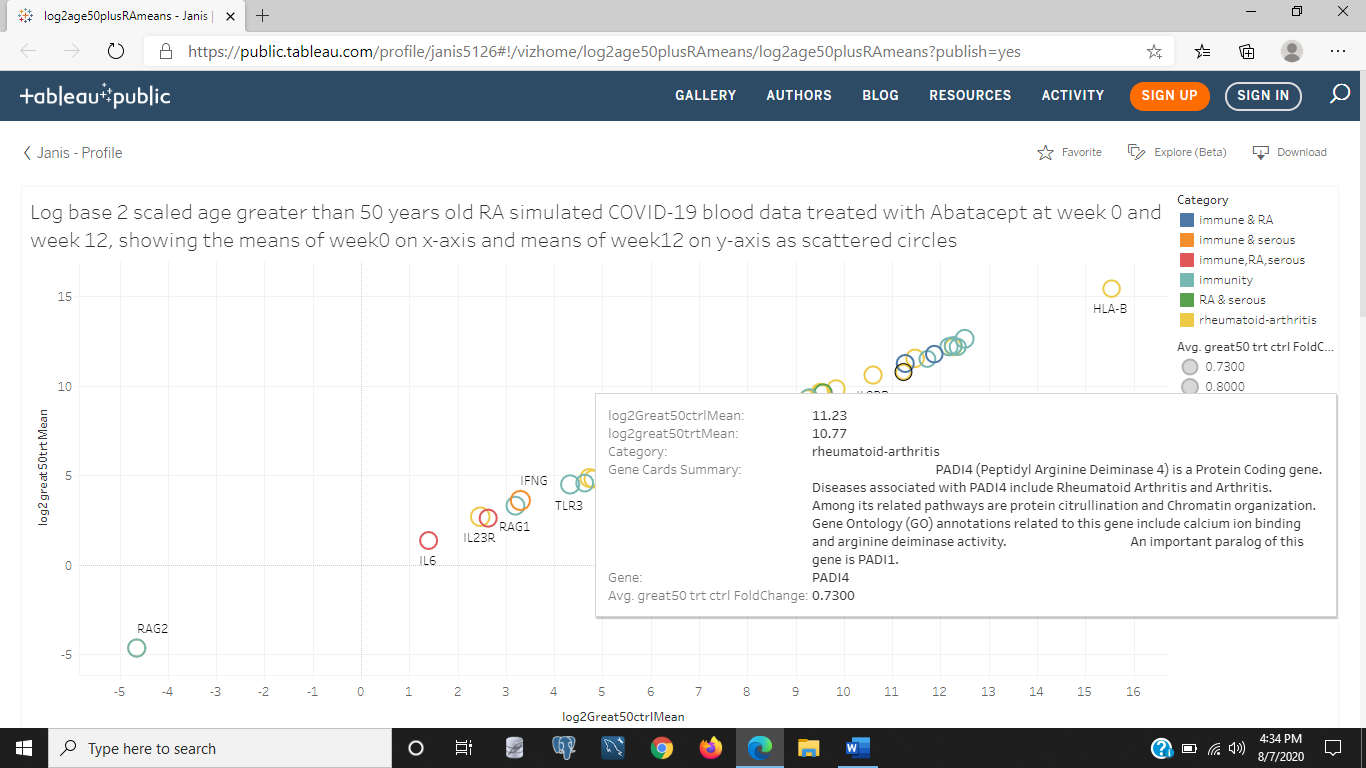 log2age50plusRAmeans - Janis |
https://public.tableau.com/profile/janis5126#!/vizhome/log2age50plusRAmeans/log2age50plusRAmeans?publish=yes
tableau public
GALLERY AUTHORS BLOG RESOURCES ACTIVITY SIGN UP SIGN IN
Janis - Profile
Favorite Explore (Beta) Download
Log base 2 scaled age greater than 50 years old RA simulated COVID-19 blood data treated with Abatacept at week 0 and
week 12, showing the means of week0 on x-axis and means of week12 on y-axis as scattered circles
Category
immune & RA
immune & serous
immune,RA,serous
immunity
RA & serous
rheumatoid-arthritis
Avg. great50 trt ctrl FoldC...
0.7300
0.8000
15
10
5
0
-5
log2great50trtMean
HLA-B
IFNG
TLR3
RAG1
IL23R
IL6
RAG2
log2Great50ctrlMean: 11.23
log2great50trtMean: 10.77
Category: rheumatoid-arthritis
Gene Cards Summary: PADI4 (Peptidyl Arginine Deiminase 4) is a Protein Coding gene.
Diseases associated with PADI4 include Rheumatoid Arthritis and Arthritis.
Among its related pathways are protein citrullination and Chromatin organization.
Gene Ontology (GO) annotations related to this gene include calcium ion binding
and arginine deiminase activity. An important paralog of this
gene is PADI1.
Gene: PADI4
Avg. great50 trt ctrl FoldChange: 0.7300
-5 -4 -3 -2 -1 0 1 2 3 4 5 6 7 8 9 10 11 12 13 14 15 16
log2Great50ctrlMean
Type here to search
4:34 PM
8/7/2020